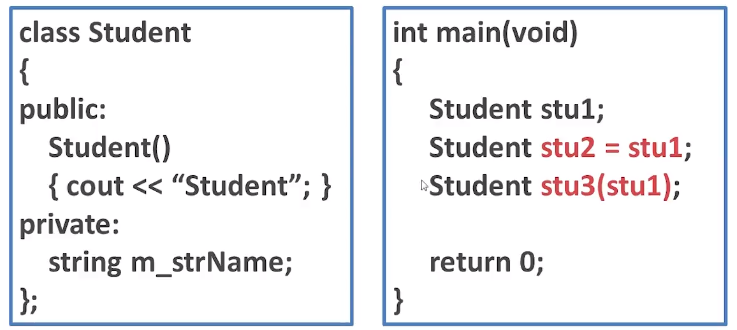 class Student
{
public:
Student()
{ cout << “Student”; }
private:
string m_strName;
};
int main(void)
{
Student stu1;
Student stu2 = stu1;
Student stu3(stu1);
return 0;
}